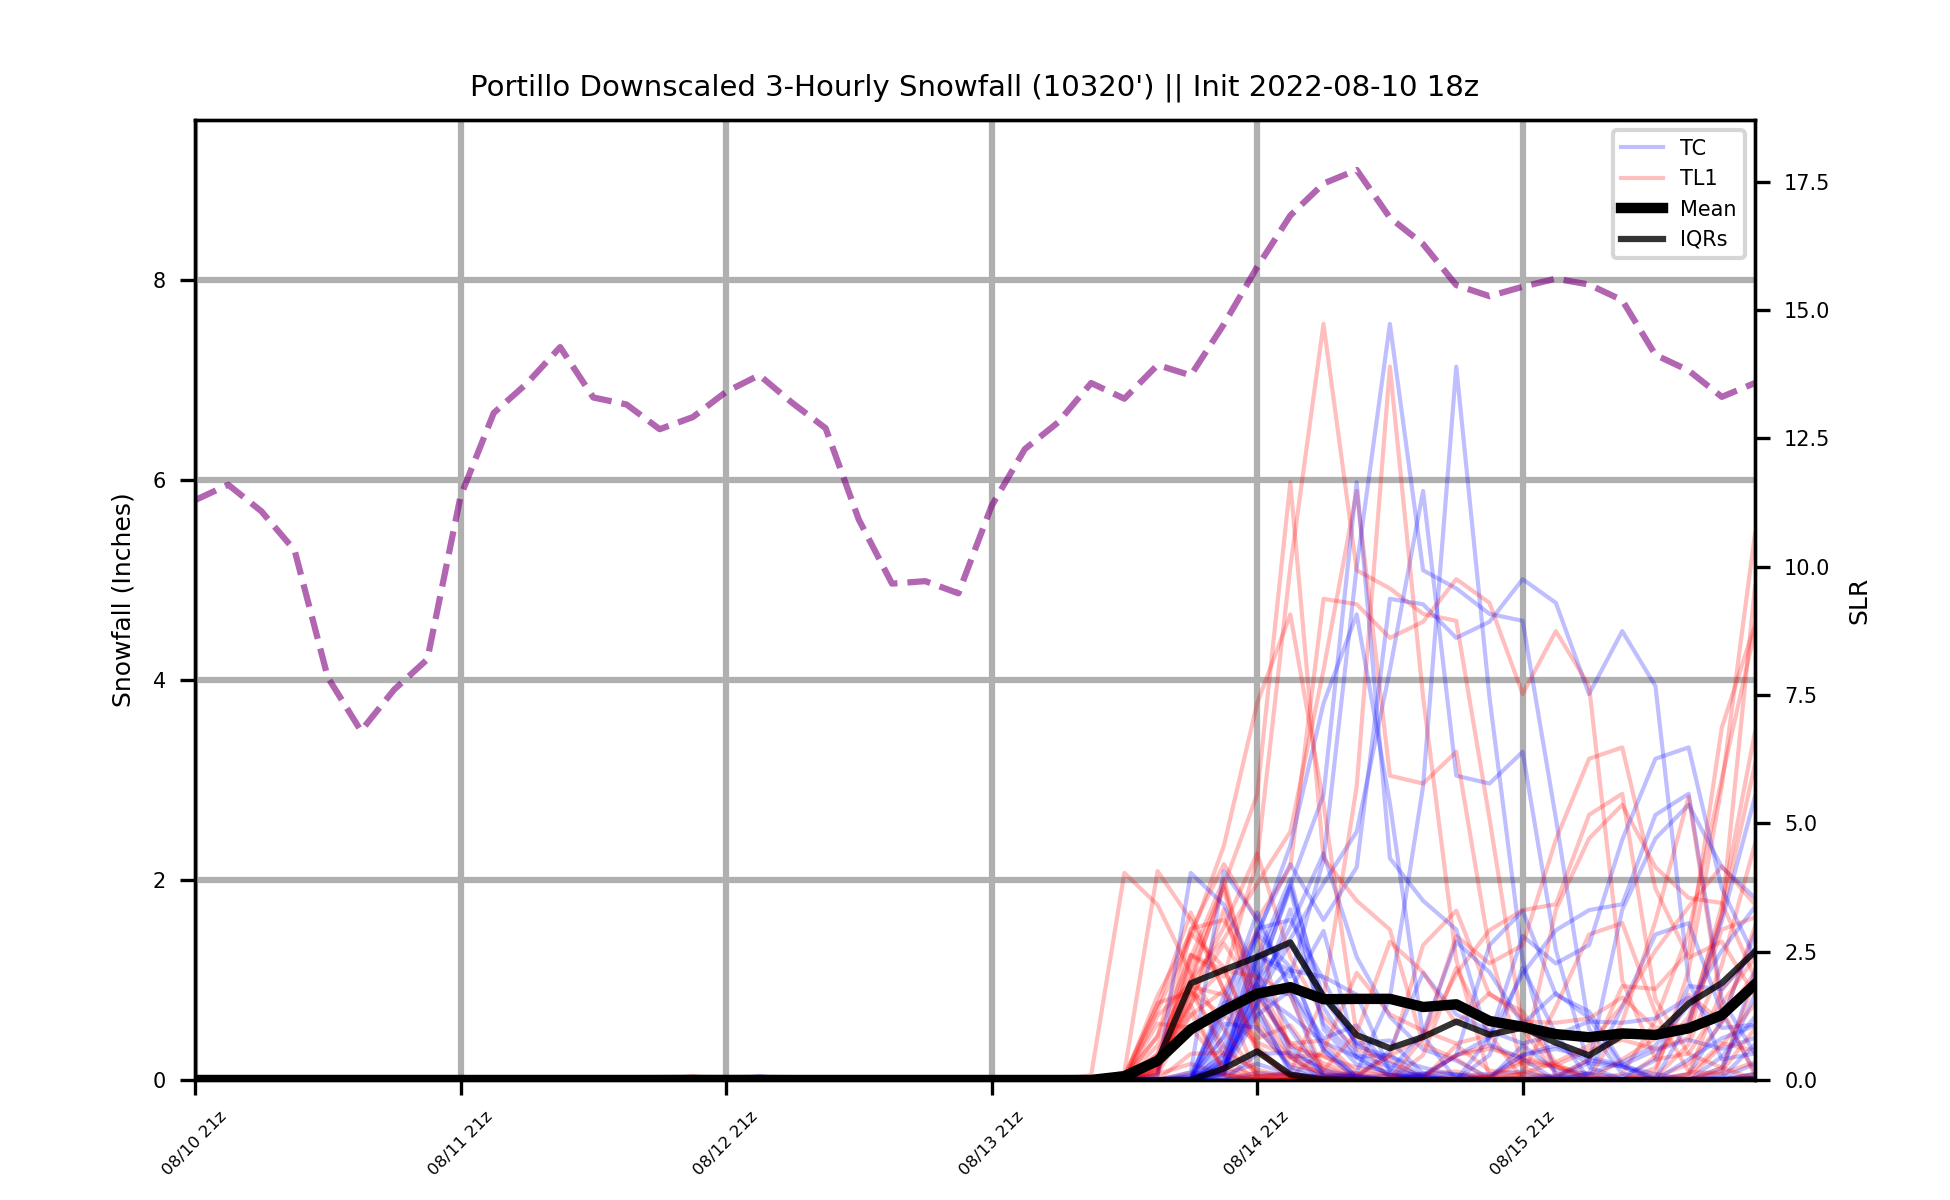 Portillo Downscaled 3-Hourly Snowfall (10320') || Init 2022-08-10 18z
TC
TL1
Mean
IQRs
Snowfall (Inches)
8
6
4
2
0
17.5
15.0
12.5
10.0
7.5
5.0
2.5
0.0
SLR
08/10 21z
08/11 21z
08/12 21z
08/13 21z
08/14 21z
08/15 21z